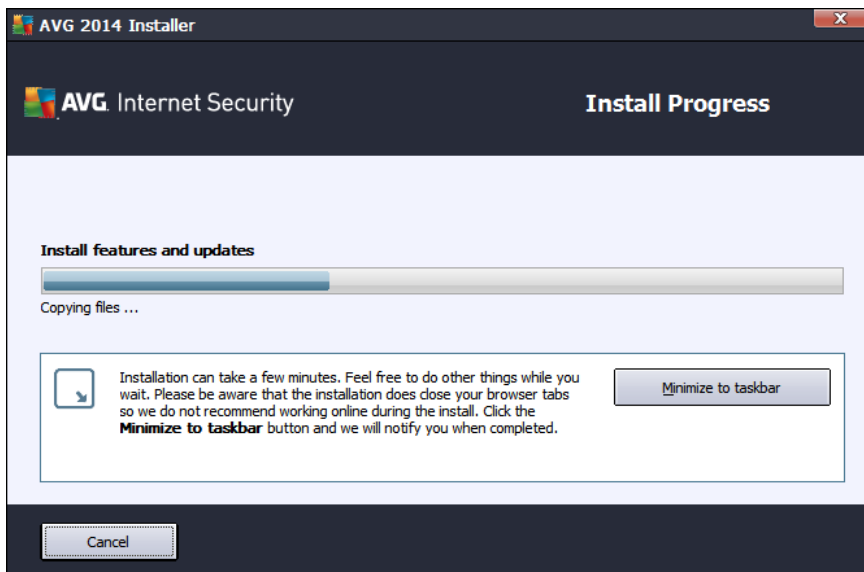 AVG 2014 Installer
AVG. Internet Security
Install Progress
Install features and updates
Copying files ...
Installation can take a few minutes. Feel free to do other things while you
wait. Please be aware that the installation does close your browser tabs
so we do not recommend working online during the install. Click the
Minimize to taskbar button and we will notify you when completed.
Minimize to taskbar
Cancel